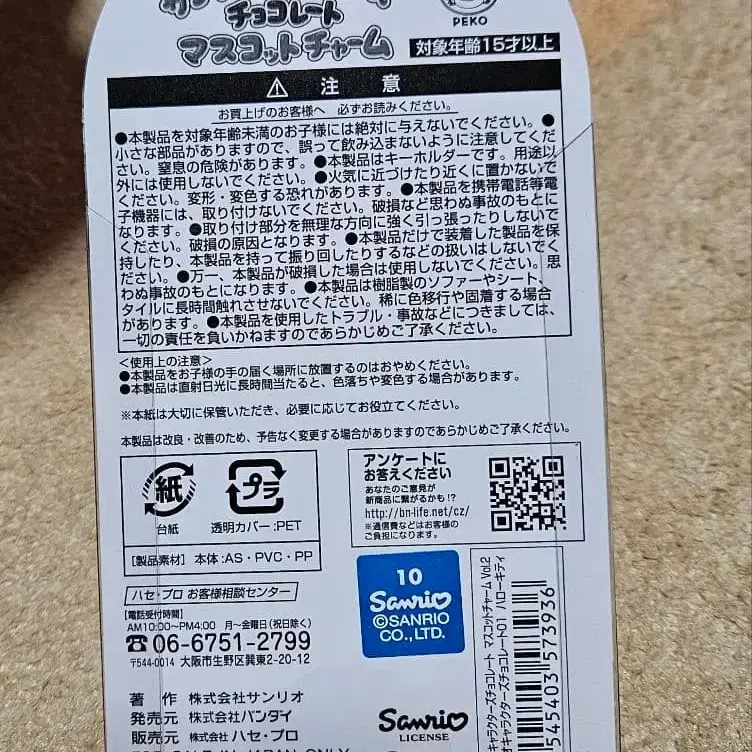 チョコレート
マスコットチャーム
PEKO
対象年齢15才以上
注意
お買上げのお客様へ 必ずお読みください。
●本製品を対象年齢未満のお子様には絶対に与えないでください。●
小さな部品がありますので、誤って飲み込まないように注意してくだ
さい。窒息の危険があります。●本製品はキーホルダーです。用途以
外には使用しないでください。●火気に近づけたり近くに置かないで
ください。変形・変色する恐れがあります。●本製品を携帯電話等電
子機器には、取り付けないでください。破損など思わぬ事故のもとに
なります。●取り付け部分を無理な方向に強く引っ張ったりしないで
ください。破損の原因となります。●本製品だけで装着した製品を保
持したり、本製品を持って振り回したりするなどの扱いはしないでく
ださい。●万一、本製品が破損した場合は使用しないでください。思
わぬ事故のもとになります。●本製品は樹脂製のソファーやシート、
タイルに長時間触れさせないでください。稀に色移行や固着する場合
があります。●本製品を使用したトラブル・事故などにつきましては、
一切の責任を負いかねますのであらかじめご了承ください。
<使用上の注意>
●本製品をお子様の手の届く場所に放置するのはおやめください。
●本製品は直射日光に長時間当たると、色落ちや変色する場合があります。
※本紙は大切に保管いただき、必要に応じてお役立てください。
本製品は改良・改善のため、予告なく変更する場合がありますのであらかじめご了承ください。
紙
台紙
プラ
透明カバー:PET
【製品素材】本体:AS・PVC・PP
アンケートに
お答えください
あなたのご意見が
新商品に繋がるかも!?
http://bn-life.net/cz/
※通信費などはお客様の
ご負担になります。
ハセ・プロ お客様相談センター
【電話受付時間】
AM10:00~PM4:00 月~金曜日(祝日除く)
☎06-6751-2799
〒544-0014 大阪市生野区巽東2-20-12
10
Sanrio
©SANRIO
CO.,LTD.
著作 株式会社サンリオ
発売元 株式会社バンダイ
販売元 株式会社ハセ・プロ
FOR SALE IN JAPAN ONLY
Sanrio
LICENSE
キャラクターズチョコレート マスコットチャーム Vol.2
オキャラクターズチョコレートN01 ハローキティ
545403 573936